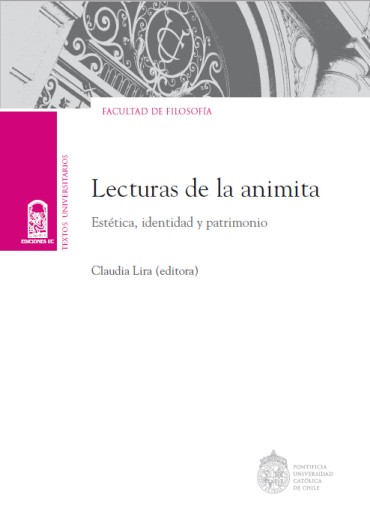 FACULTAD DE FILOSOFÍA
Lecturas de la animita
Estética, identidad y patrimonio
Claudia Lira (editora)
EDICIONES UC
TEXTOS UNIVERSITARIOS
PONTIFICIA
UNIVERSIDAD
CATÓLICA
DE CHILE